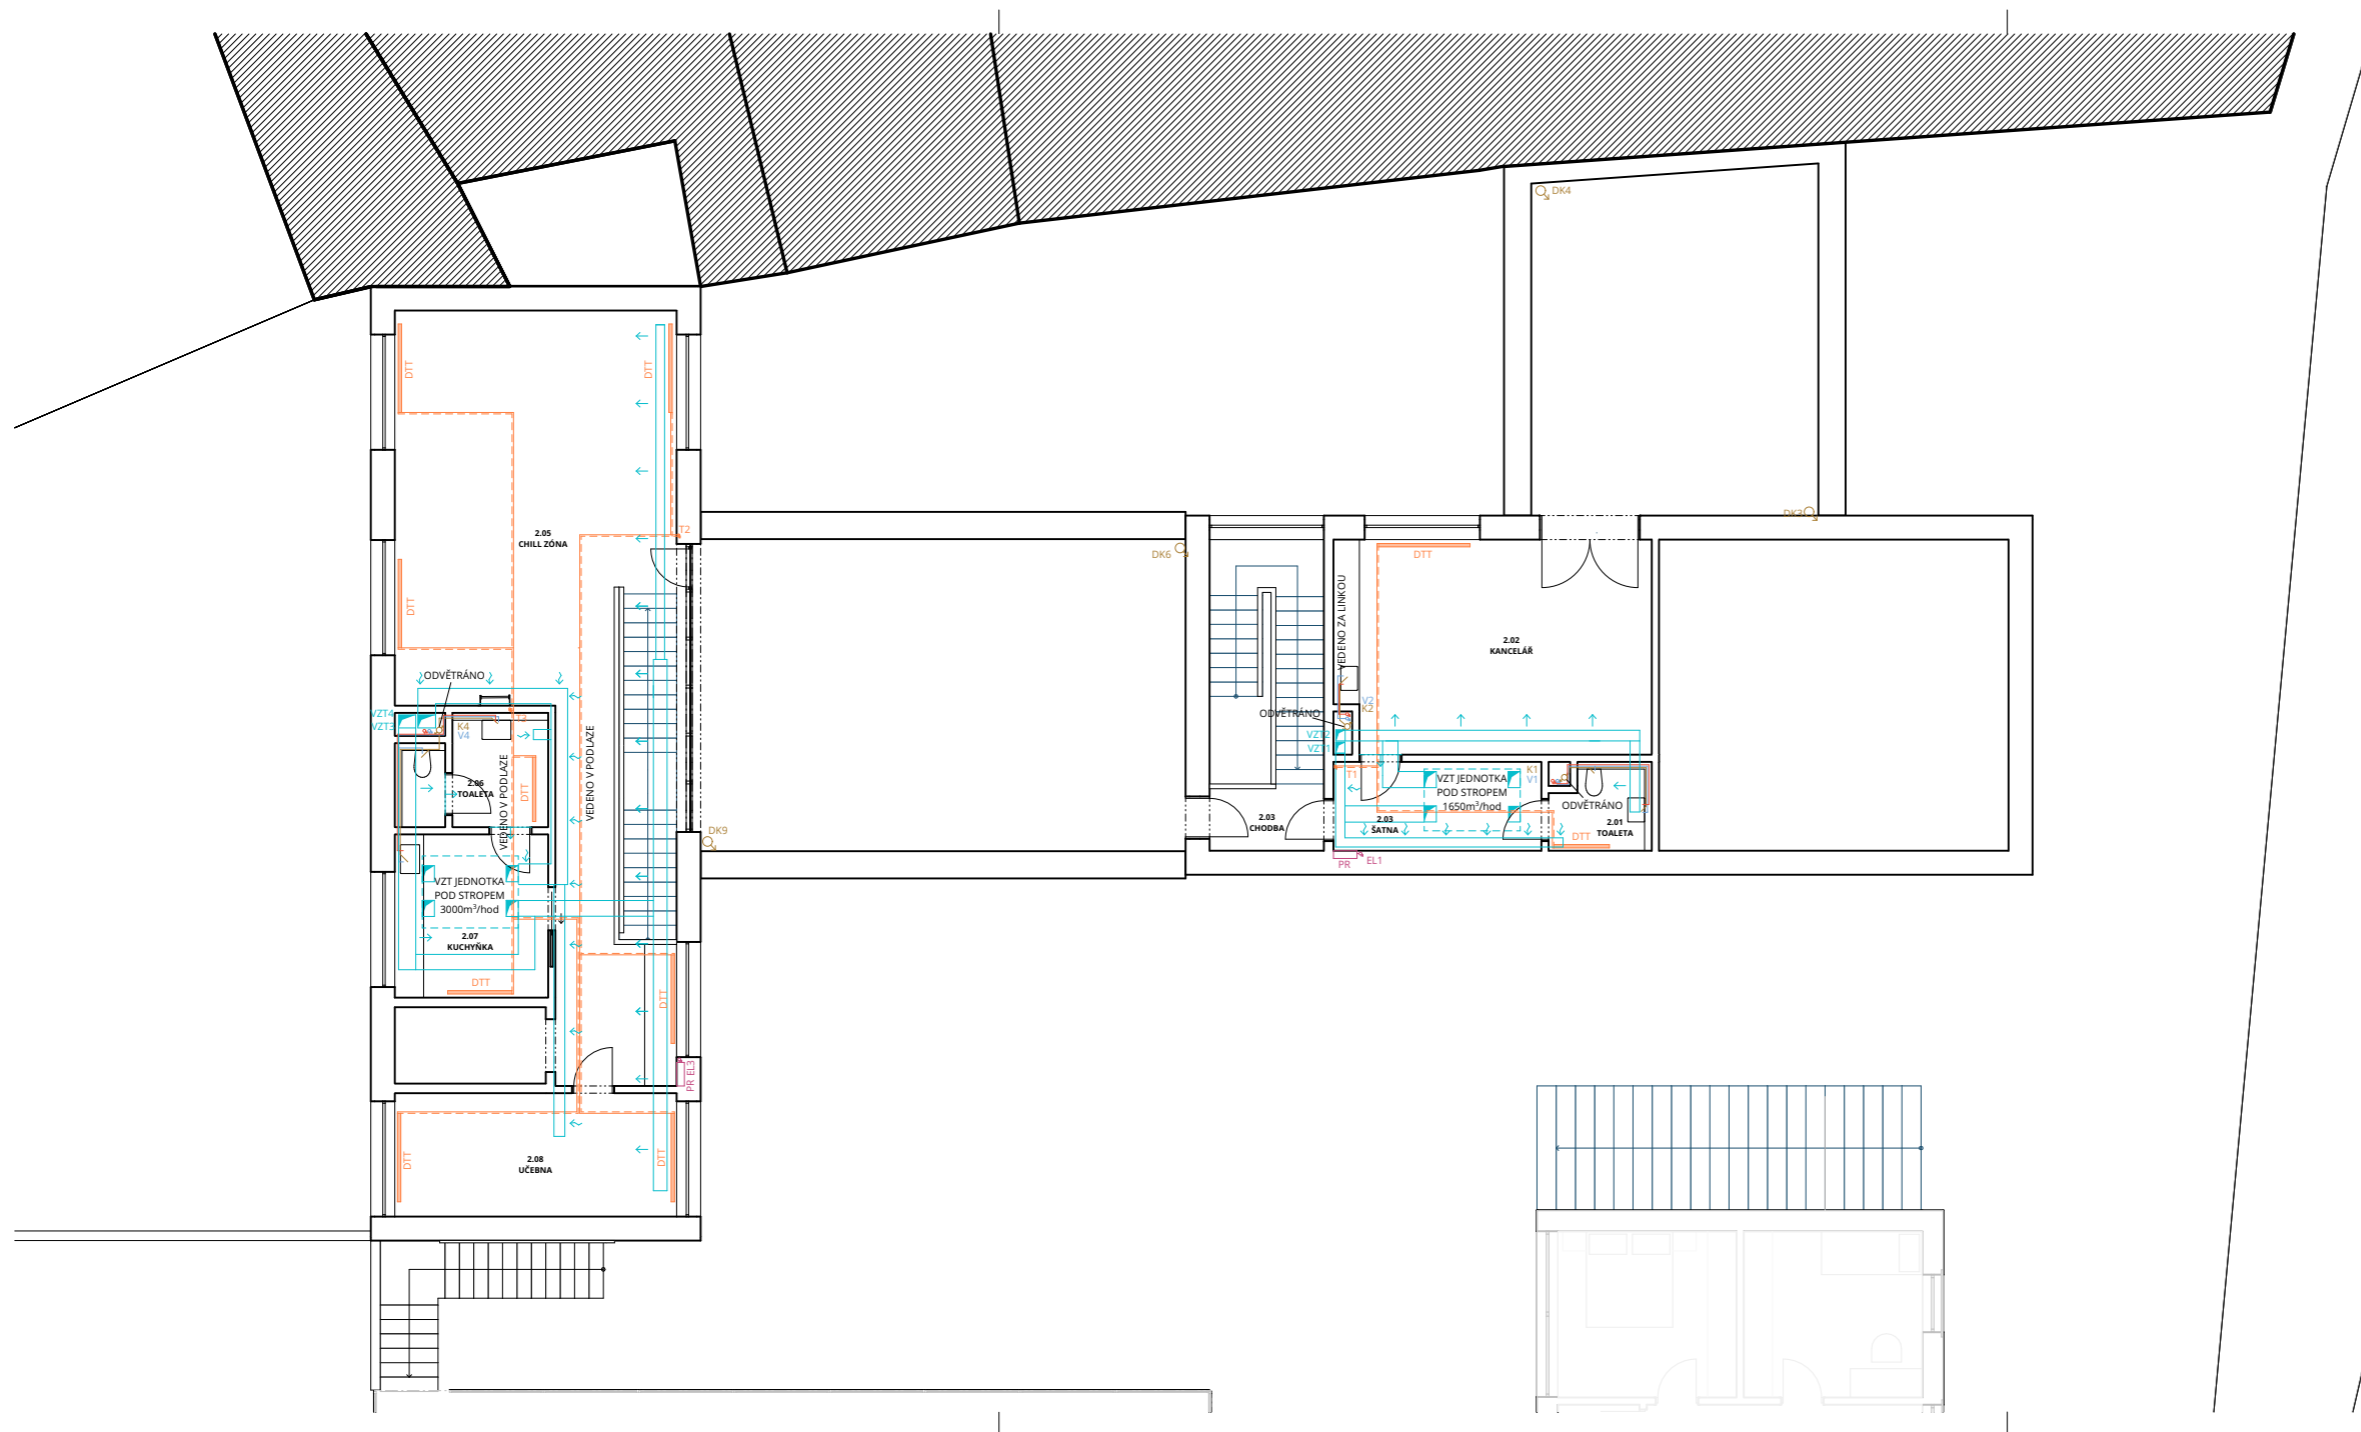 DK4
DTT
DTT
DK3
T2
2.05
CHILL ZÓNA
DK6
DTT
DTT
VEDENO ZA LINKOU
2.02
KANCELÁŘ
ODVĚTRÁNO
V2
K2
ODVĚTRÁNO
VZT4
VZT3
T3
K4
V4
VZT2
VZT1
VEDENO V PODLAZE
VEDENO V PODLAZE
2.06
TOALETA
DTT
T1
VZT JEDNOTKA
POD STROPEM
1650m³/hod
K1
V1
ODVĚTRÁNO
2.03
CHODBA
2.03
ŠATNA
2.01
TOALETA
DTT
DK9
PR
EL1
VZT JEDNOTKA
POD STROPEM
3000m³/hod
2.07
KUCHYŇKA
DTT
DTT
PR EL3
2.08
UČEBNA
DTT
DTT